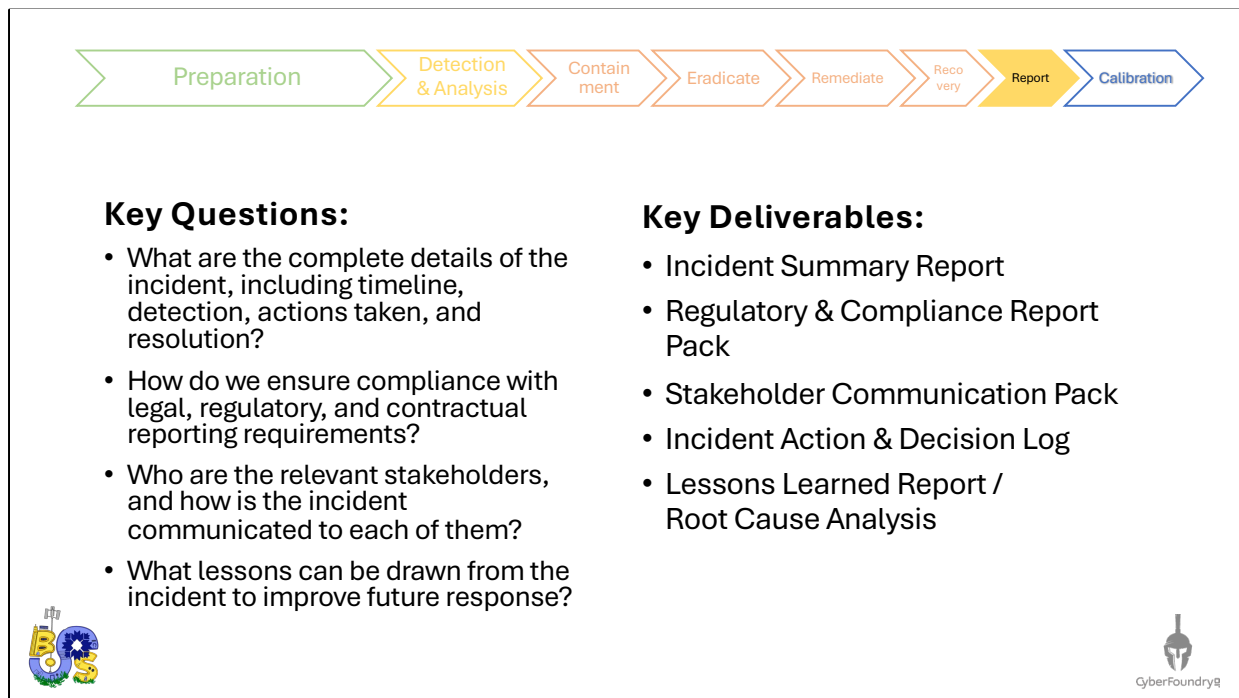 Preparation
Detection
& Analysis
Contain
ment
Eradicate
Remediate
Reco
very
Report
Calibration
Key Questions:
• What are the complete details of the
incident, including timeline,
detection, actions taken, and
resolution?
• How do we ensure compliance with
legal, regulatory, and contractual
reporting requirements?
• Who are the relevant stakeholders,
and how is the incident
communicated to each of them?
• What lessons can be drawn from the
incident to improve future response?
Key Deliverables:
• Incident Summary Report
• Regulatory & Compliance Report
Pack
• Stakeholder Communication Pack
• Incident Action & Decision Log
• Lessons Learned Report /
Root Cause Analysis
CyberFoundry